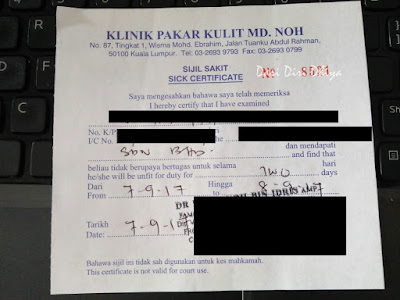 KLINIK PAKAR KULIT MD. NOH
No. 87, Tingkat 1, Wisma Mohd. Ebrahim, Jalan Tuanku Abdul Rahman,
50100 Kuala Lumpur. Tel: 03-2693 9793 Fax: 03-2693 0799
SIJIL SAKIT
SICK CERTIFICATE
Saya mengesahkan bahawa saya telah memeriksa
I hereby certify that I have examined
No. K/P
I/C No.
SDN BHD. dan mendapati
and find that
beliau tidak berupaya bertugas untuk selama hari
he/she will be unfit for duty for TWO days
Dari Hingga
From 7-9-17 to 8-9-
DR
Tarikh
Date: 7-9-1
Bahawa sijil ini tidah sah digunakan untuk kes mahkamah.
This certificate is not valid for court use.